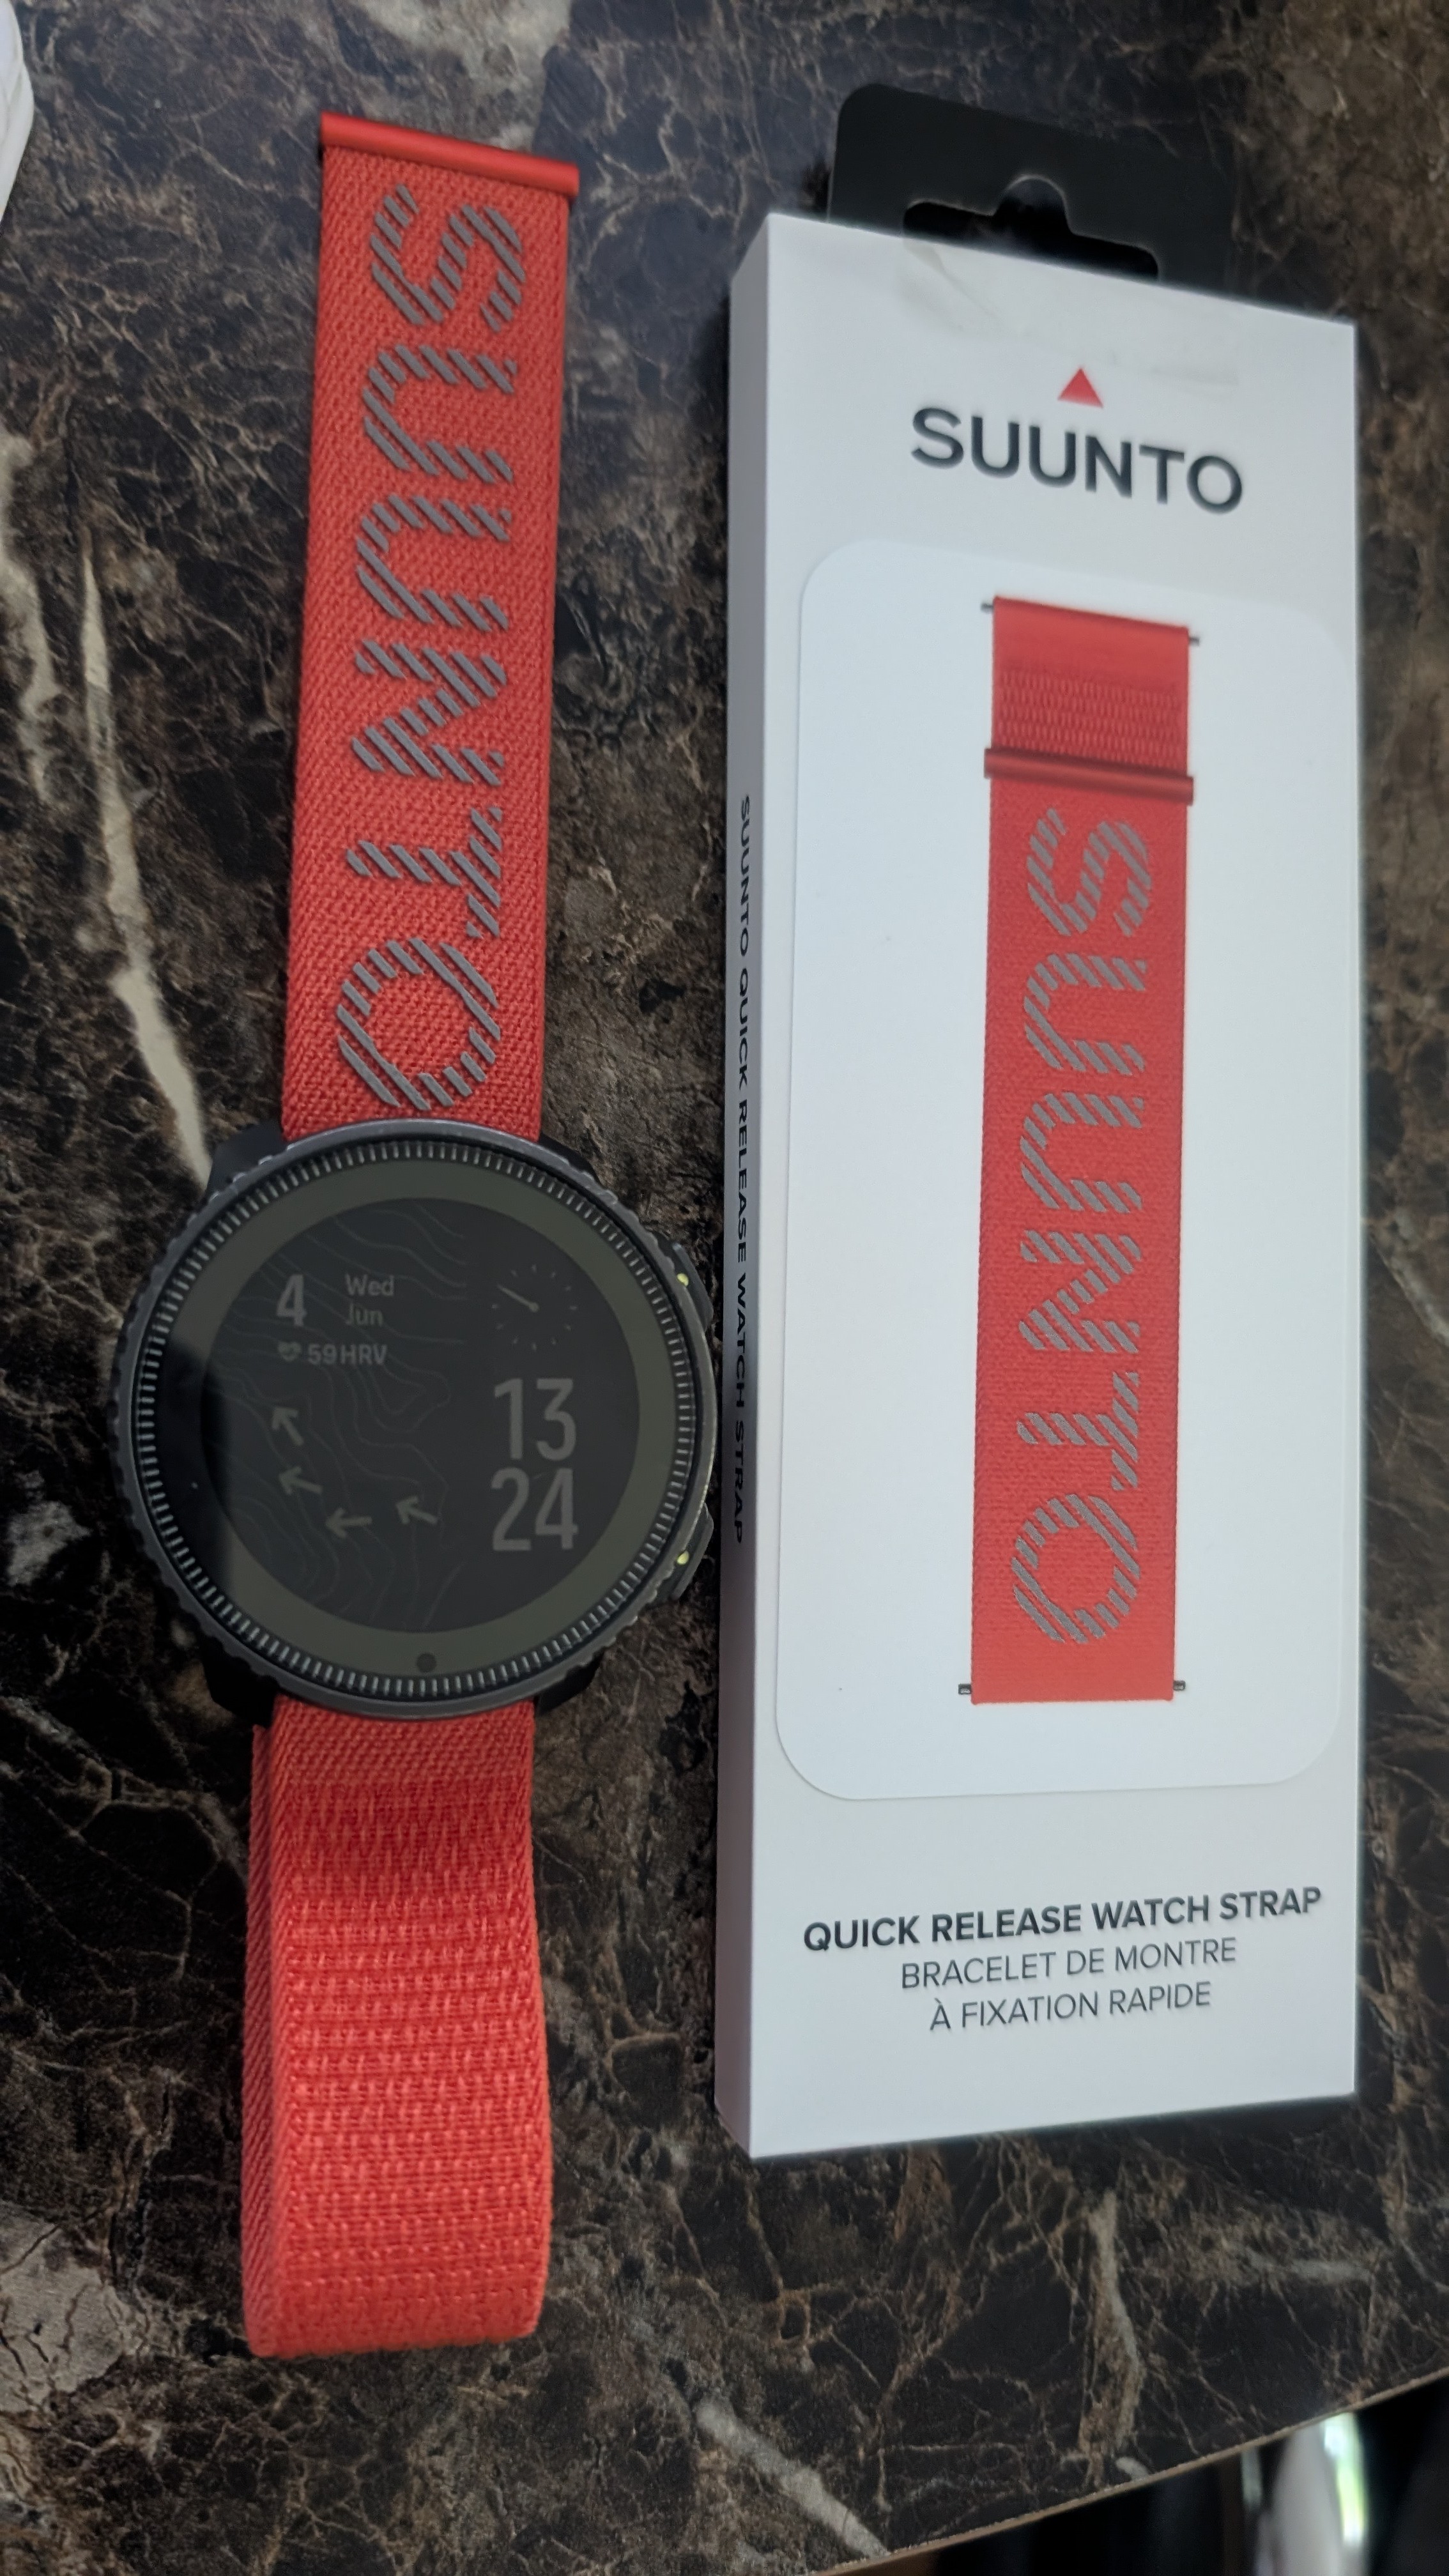 SUUNTO
4 Wed
Jun
59HRV
13
24
SUUNTO
SUUNTO
SUUNTO QUICK RELEASE WATCH STRAP
QUICK RELEASE WATCH STRAP
BRACELET DE MONTRE
À FIXATION RAPIDE